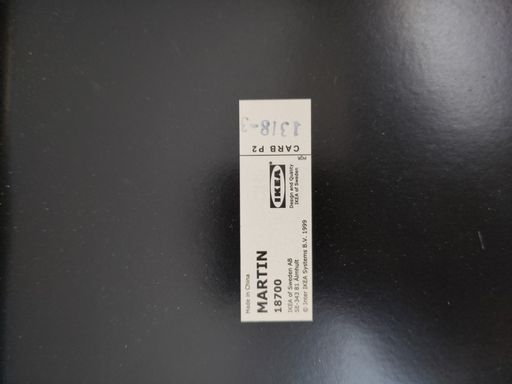 Made in China
MARTIN
18700
IKEA of Sweden AB
SE-343 81 Älmhult
© Inter IKEA Systems B.V. 1999
IKEA
Design and Quality
IKEA of Sweden
PQR
CARB P2
1318-3